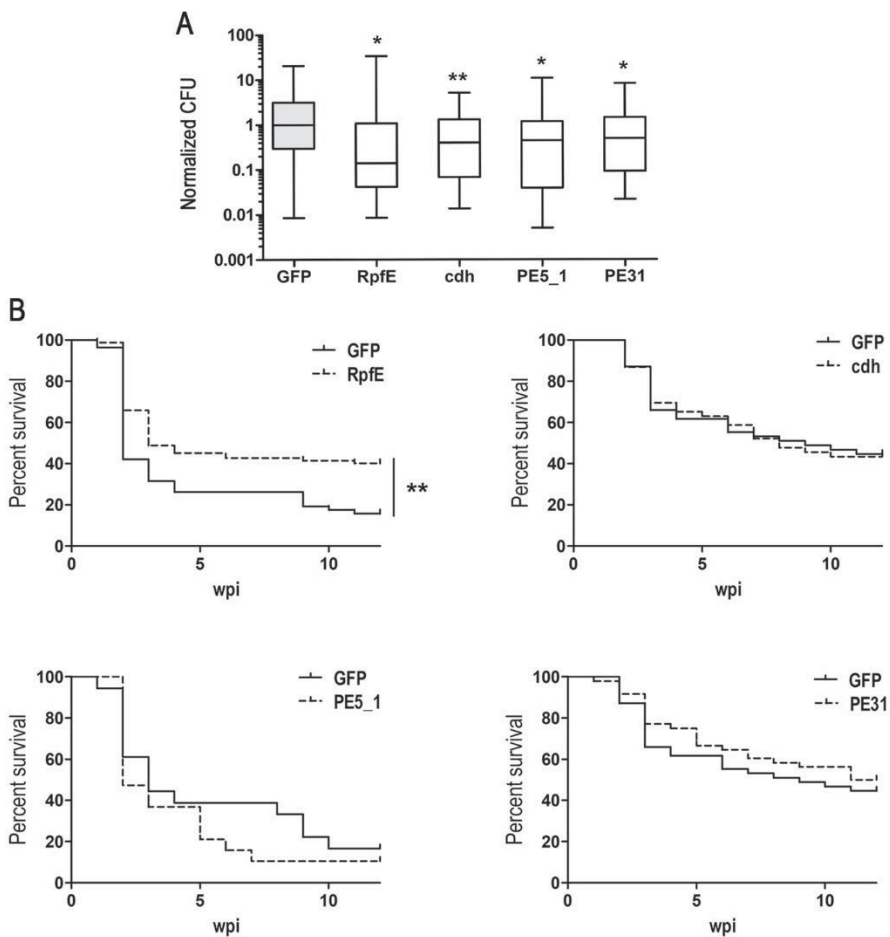 A
Normalized CFU
100
10
1
0.1
0.01
0.001
*
**
*
*
GFP RpfE cdh PE5_1 PE31
B
Percent survival
100
80
60
40
20
0
0 5 10
wpi
GFP
RpfE
**
Percent survival
100
80
60
40
20
0
0 5 10
wpi
GFP
cdh
Percent survival
100
80
60
40
20
0
0 5 10
wpi
GFP
PE5_1
Percent survival
100
80
60
40
20
0
0 5 10
wpi
GFP
PE31